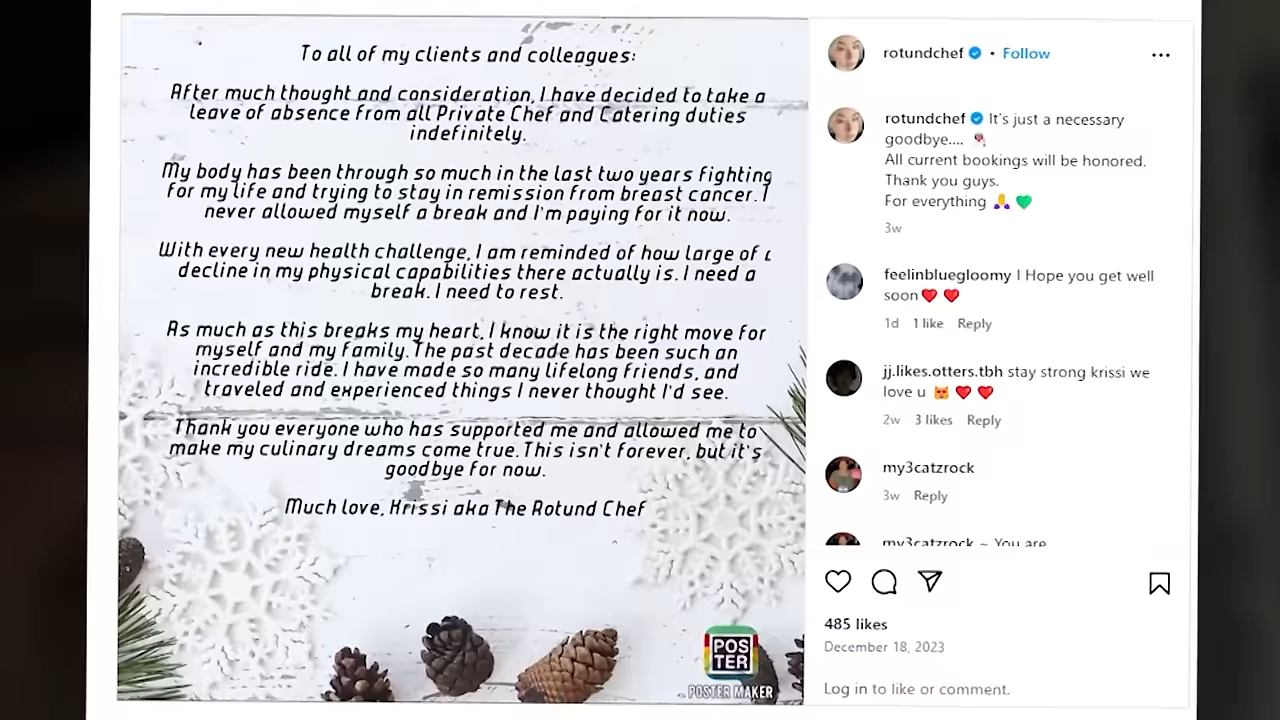 To all of my clients and colleagues:
After much thought and consideration, I have decided to take a
leave of absence from all Private Chef and Catering duties
indefinitely.
My body has been through so much in the last two years fighting
for my life and trying to stay in remission from breast cancer. I
never allowed myself a break and I'm paying for it now.
With every new health challenge, I am reminded of how large of a
decline in my physical capabilities there actually is. I need a
break. I need to rest.
As much as this breaks my heart, I know it is the right move for
myself and my family. The past decade has been such an
incredible ride. I have made so many lifelong friends, and
traveled and experienced things I never thought I'd see.
Thank you everyone who has supported me and allowed me to
make my culinary dreams come true. This isn't forever, but it's
goodbye for now.
Much love, Krissi aka The Rotund Chef
POS
TER
POSTER MAKER
rotundchef • Follow
rotundchef It's just a necessary
goodbye....
All current bookings will be honored.
Thank you guys.
For everything
3w
feelinbluegloomy I Hope you get well
soon
1d 1 like Reply
jj.likes.otters.tbh stay strong krissi we
love u
2w 3 likes Reply
my3catzrock
3w Reply
my3catzrock ~ You are
485 likes
December 18, 2023
Log in to like or comment.